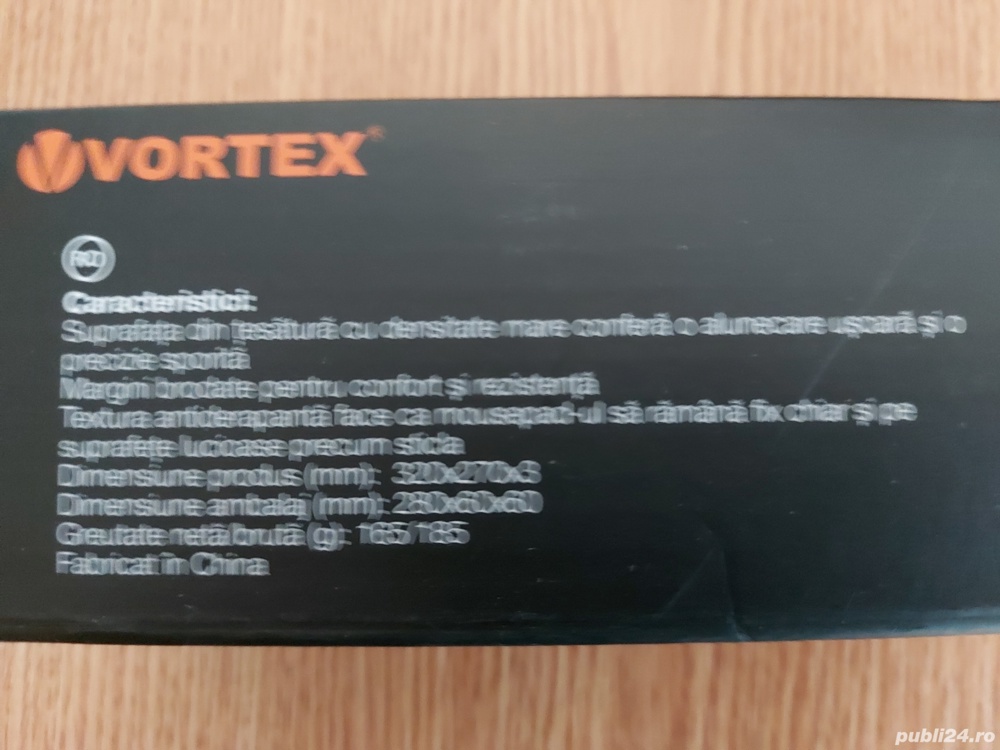 VORTEX®
RO
Caracteristici:
Suprafața din țesătură cu densitate mare conferă o alunecare ușoară și o
precizie sporită
Margini brodate pentru confort și rezistență
Textura antiderapantă face ca mousepad-ul să rămână fix chiar și pe
suprafețe lucioase precum sticla
Dimensiune produs (mm): 320x270x3
Dimensiune ambalaj (mm): 280x60x60
Greutate netă/brută (g): 165/185
Fabricat în China
publi24.ro